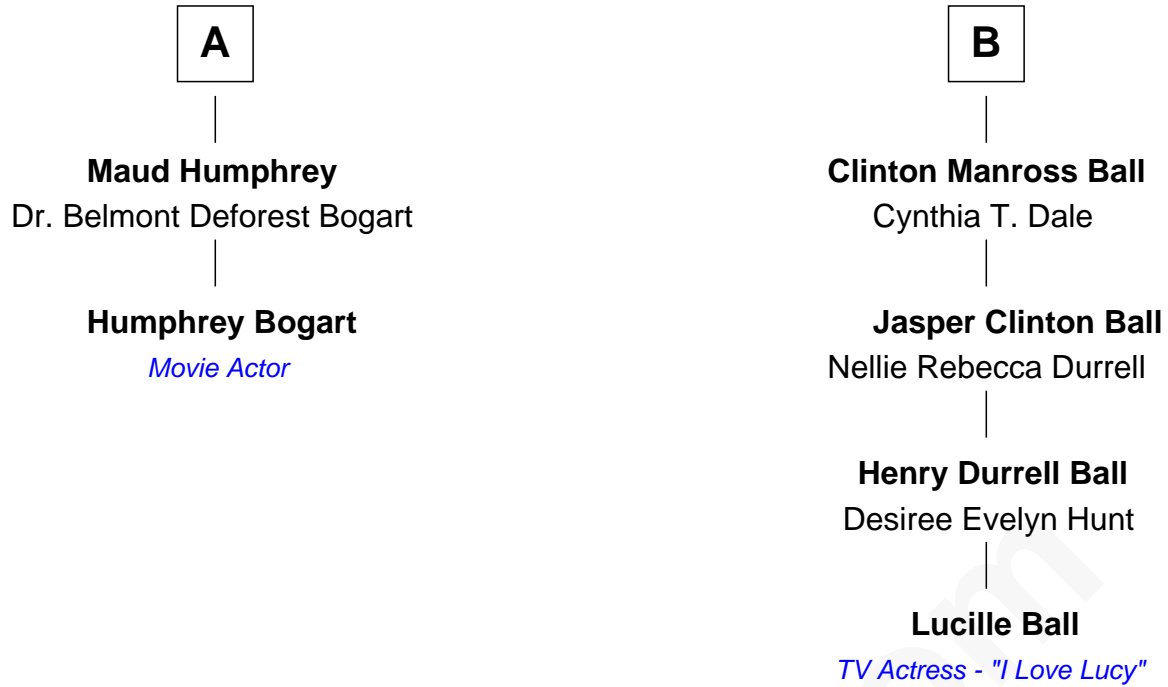 A
Maud Humphrey
Dr. Belmont Deforest Bogart
Humphrey Bogart
Movie Actor
B
Clinton Manross Ball
Cynthia T. Dale
Jasper Clinton Ball
Nellie Rebecca Durrell
Henry Durrell Ball
Desiree Evelyn Hunt
Lucille Ball
TV Actress - "I Love Lucy"